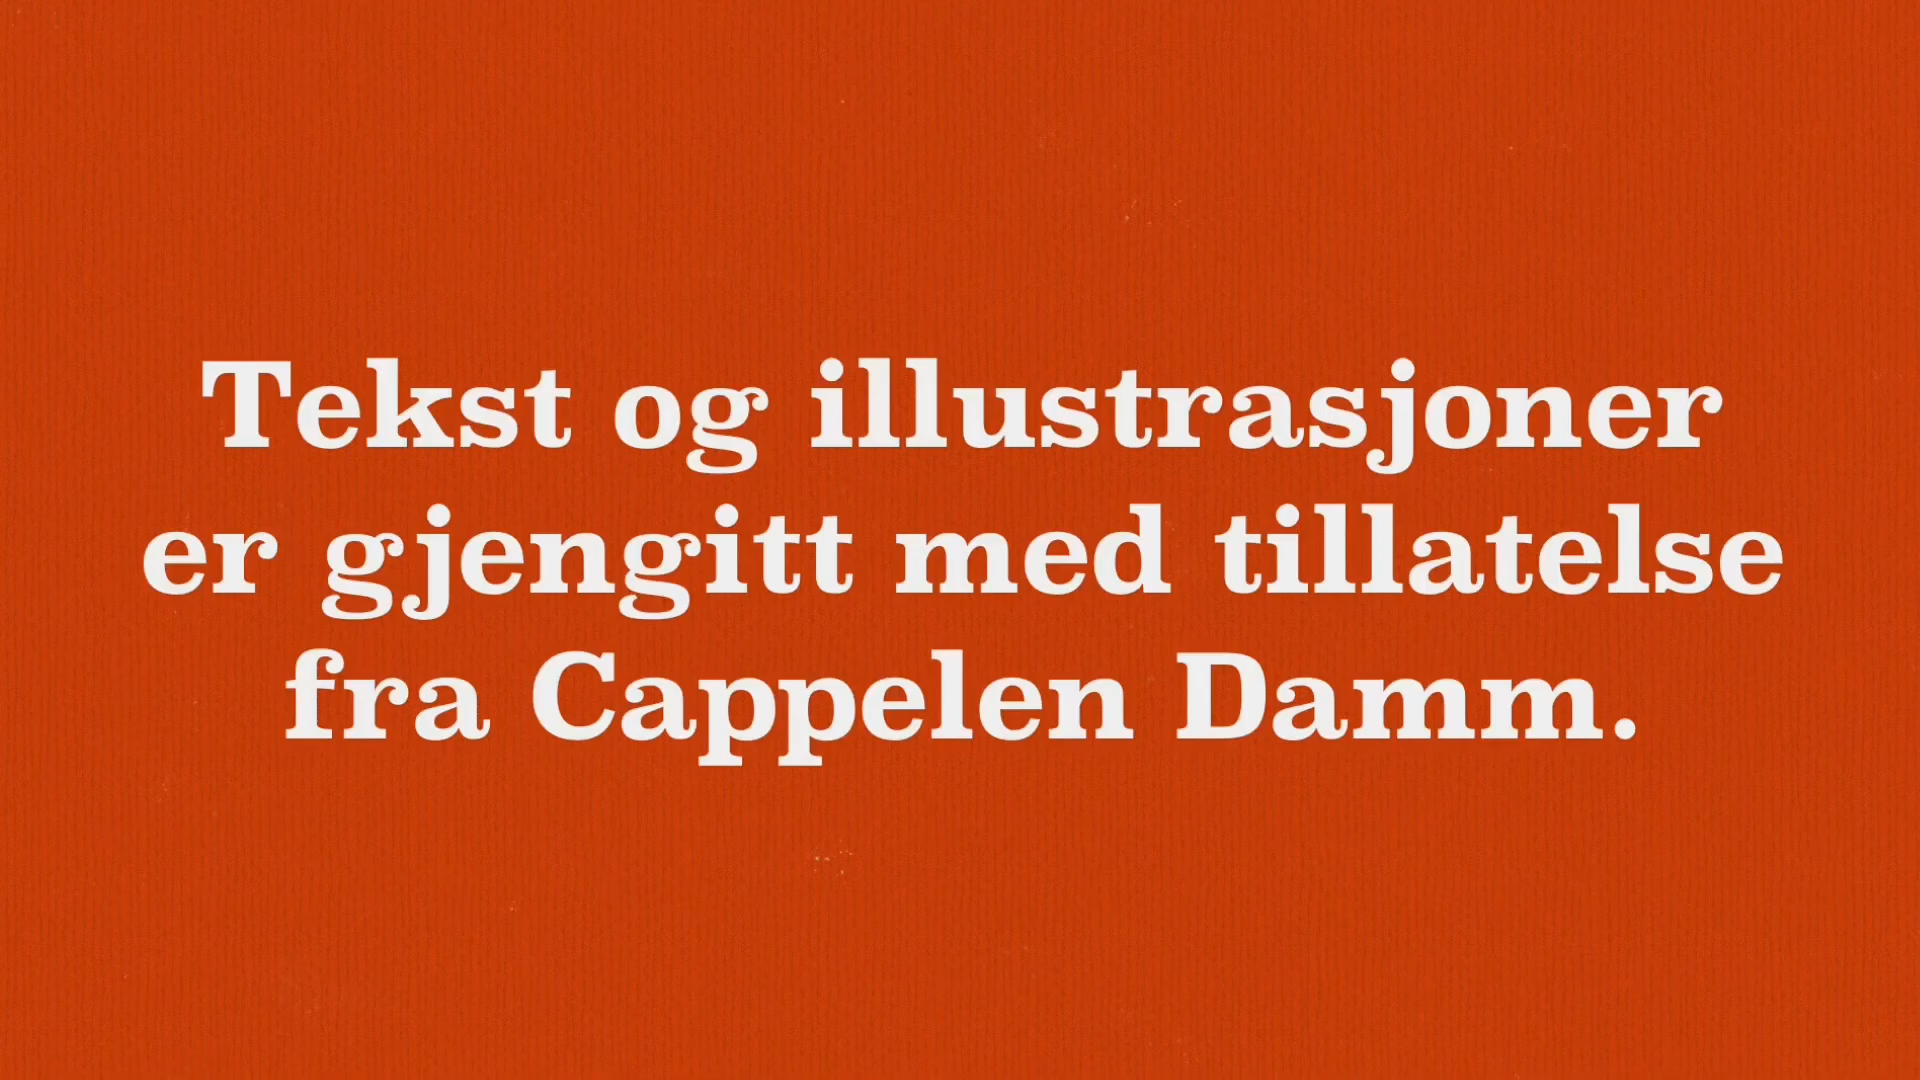 Tekst og illustrasjoner
er gjengitt med tillatelse
fra Cappelen Damm.